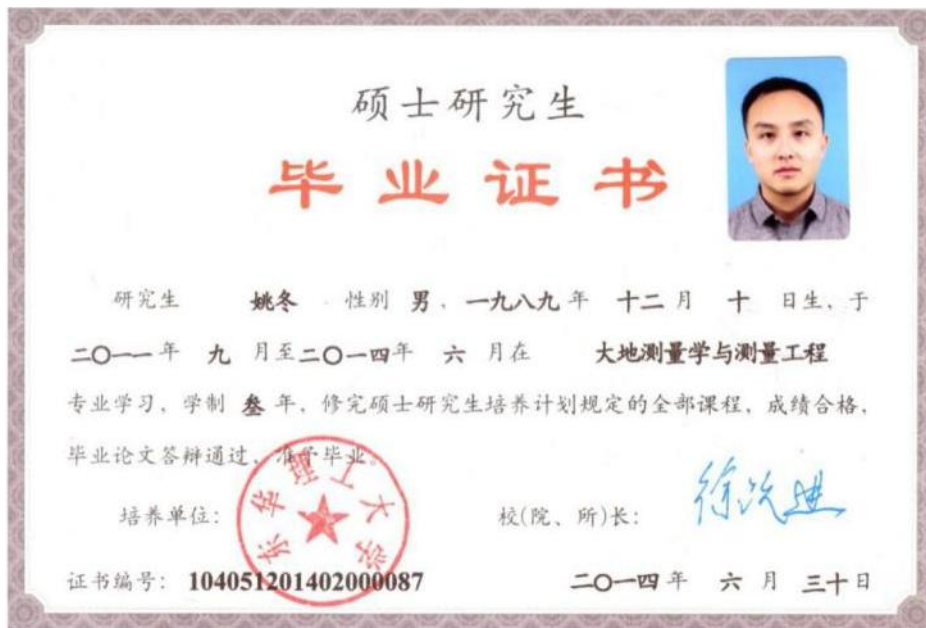 硕士研究生
毕业证书
研究生 姚冬 性别 男, 一九八九 年 十二 月 十 日生, 于
二〇一一 年 九 月至二〇一四年 六 月在 大地测量学与测量工程
专业学习, 学制 叁 年, 修完硕士研究生培养计划规定的全部课程, 成绩合格,
毕业论文答辩通过, 准予毕业。
东华理工大学
培养单位: 校(院、所)长:
证书编号: 104051201402000087 二〇一四 年 六 月 三十日